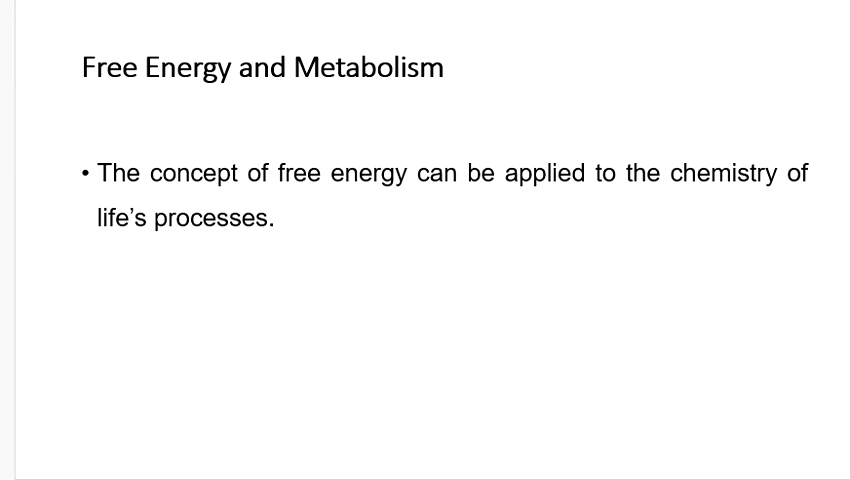 Free Energy and Metabolism
• The concept of free energy can be applied to the chemistry of
life’s processes.